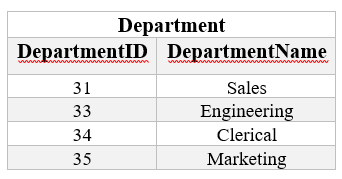 Department
DepartmentID DepartmentName
31 Sales
33 Engineering
34 Clerical
35 Marketing